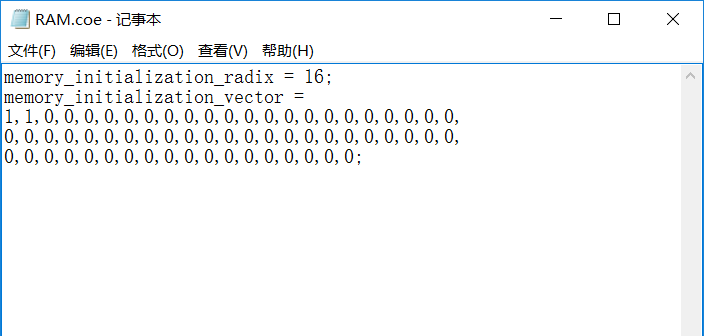 RAM.coe - 记事本
文件(F) 编辑(E) 格式(O) 查看(V) 帮助(H)
memory_initialization_radix = 16;
memory_initialization_vector =
1,1,0,0,0,0,0,0,0,0,0,0,0,0,0,0,0,0,0,0,0,0,0,
0,0,0,0,0,0,0,0,0,0,0,0,0,0,0,0,0,0,0,0,0,0,0,
0,0,0,0,0,0,0,0,0,0,0,0,0,0,0,0,0,0;